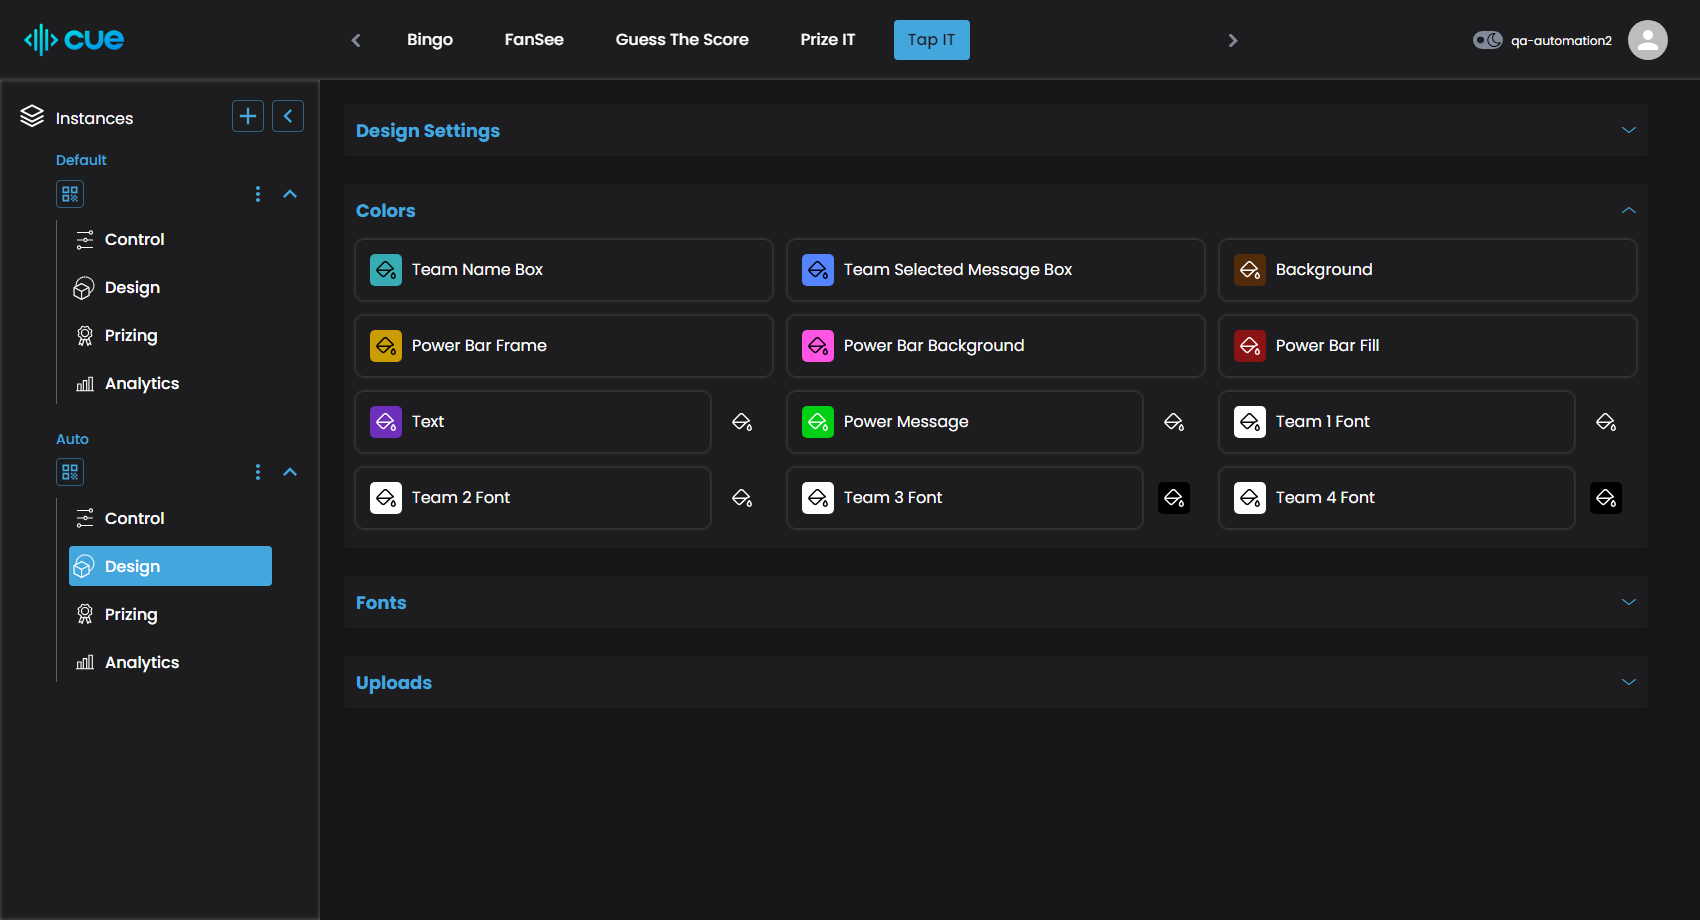 cue
Bingo
FanSee
Guess The Score
Prize IT
Tap IT
qa-automation2
Instances
Default
Control
Design
Prizing
Analytics
Auto
Control
Design
Prizing
Analytics
Design Settings
Colors
Team Name Box
Team Selected Message Box
Background
Power Bar Frame
Power Bar Background
Power Bar Fill
Text
Power Message
Team 1 Font
Team 2 Font
Team 3 Font
Team 4 Font
Fonts
Uploads